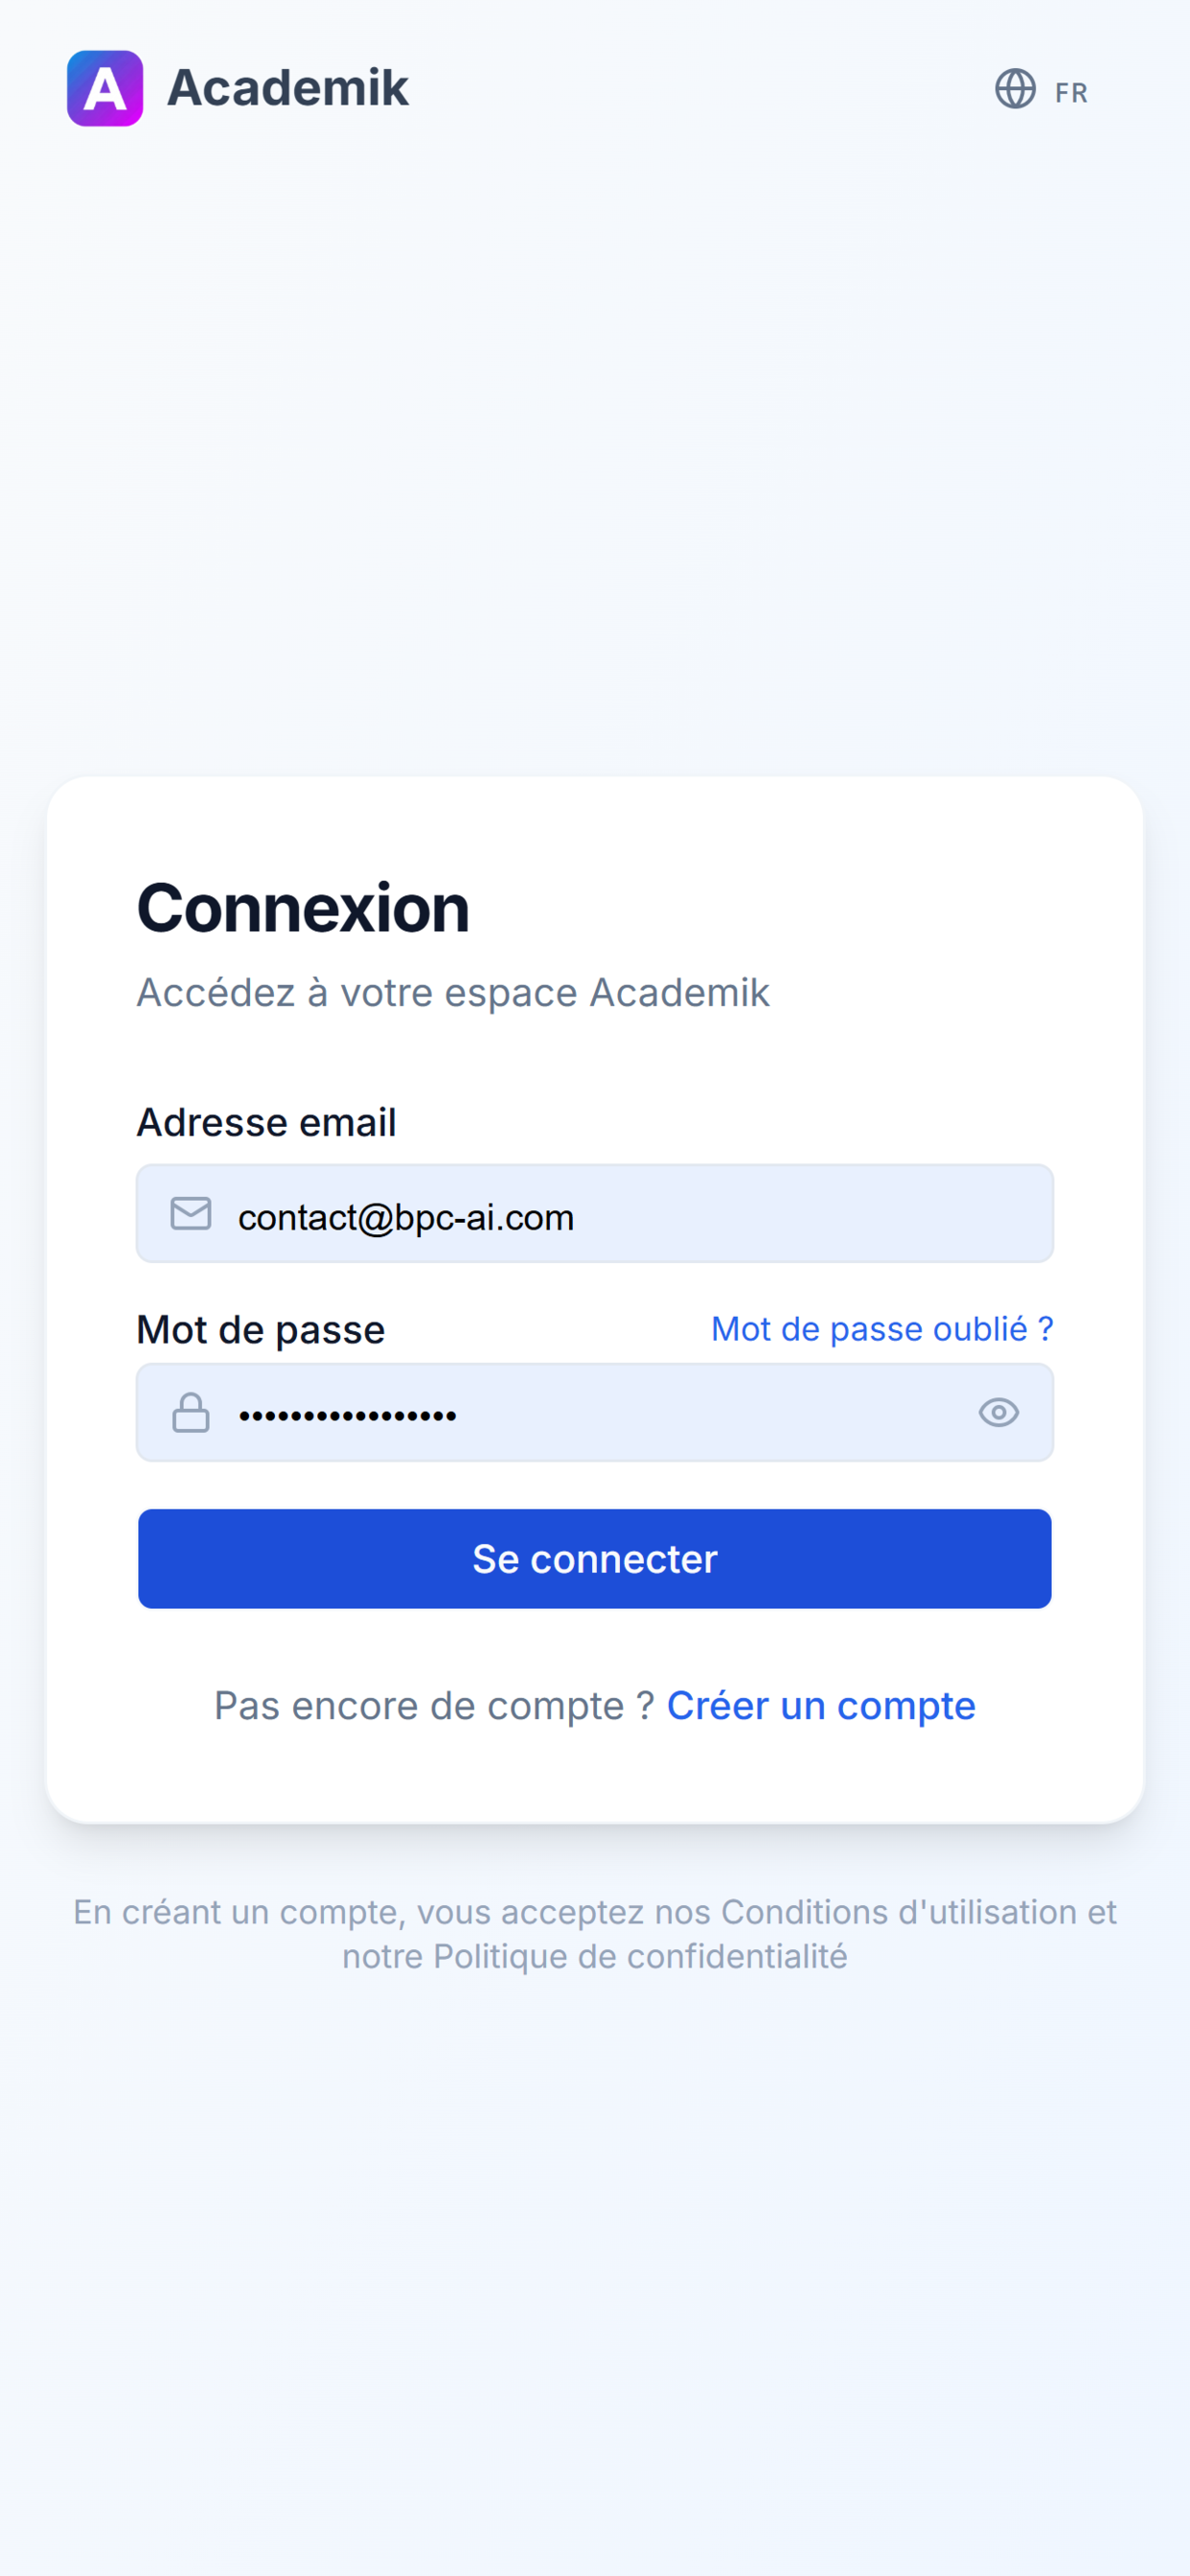 A Academik
FR
Connexion
Accédez à votre espace Academik
Adresse email
contact@bpc-ai.com
Mot de passe
Mot de passe oublié ?
•••••••••••••••••
Se connecter
Pas encore de compte ? Créer un compte
En créant un compte, vous acceptez nos Conditions d'utilisation et
notre Politique de confidentialité